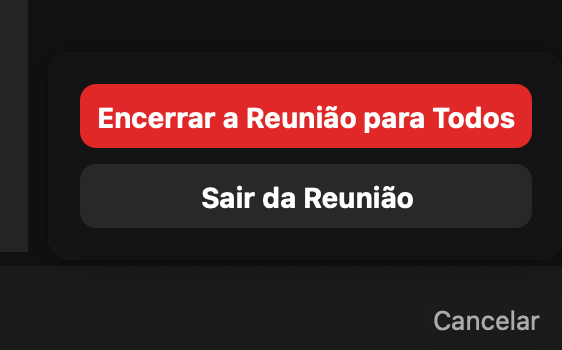 Encerrar a Reunião para Todos
Sair da Reunião
Cancelar